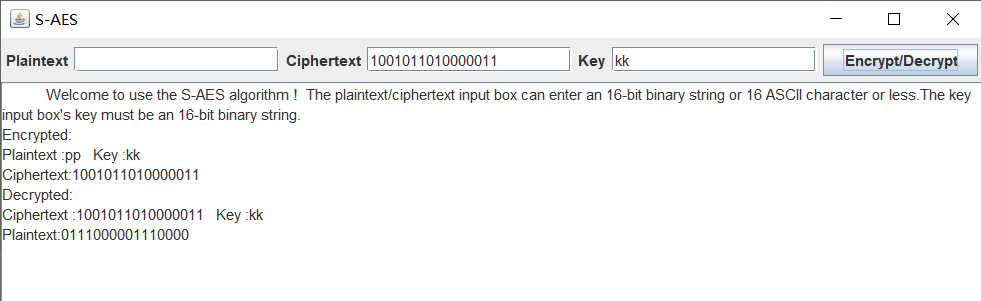 S-AES
Plaintext Ciphertext 1001011010000011 Key kk Encrypt/Decrypt
Welcome to use the S-AES algorithm！ The plaintext/ciphertext input box can enter an 16-bit binary string or 16 ASCII character or less.The key
input box's key must be an 16-bit binary string.
Encrypted:
Plaintext :pp Key :kk
Ciphertext:1001011010000011
Decrypted:
Ciphertext :1001011010000011 Key :kk
Plaintext:0111000001110000